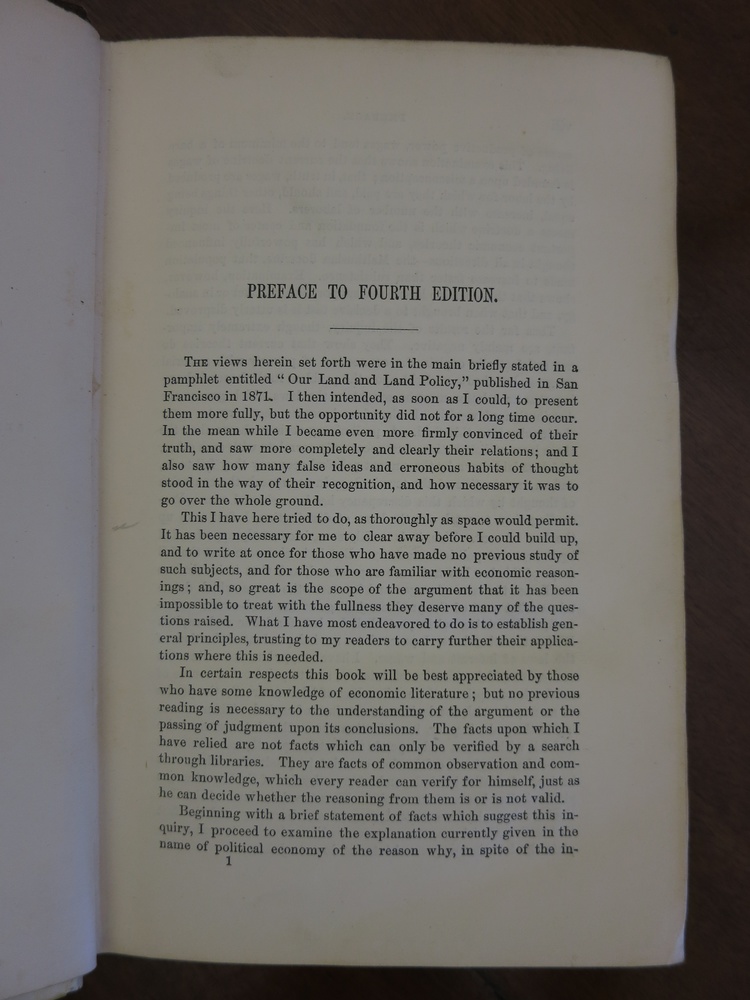 PREFACE TO FOURTH EDITION.
THE views herein set forth were in the main briefly stated in a
pamphlet entitled “Our Land and Land Policy,” published in San
Francisco in 1871. I then intended, as soon as I could, to present
them more fully, but the opportunity did not for a long time occur.
In the mean while I became even more firmly convinced of their
truth, and saw more completely and clearly their relations; and I
also saw how many false ideas and erroneous habits of thought
stood in the way of their recognition, and how necessary it was to
go over the whole ground.
This I have here tried to do, as thoroughly as space would permit.
It has been necessary for me to clear away before I could build up,
and to write at once for those who have made no previous study of
such subjects, and for those who are familiar with economic reason-
ings; and, so great is the scope of the argument that it has been
impossible to treat with the fullness they deserve many of the ques-
tions raised. What I have most endeavored to do is to establish gen-
eral principles, trusting to my readers to carry further their applica-
tions where this is needed.
In certain respects this book will be best appreciated by those
who have some knowledge of economic literature; but no previous
reading is necessary to the understanding of the argument or the
passing of judgment upon its conclusions. The facts upon which I
have relied are not facts which can only be verified by a search
through libraries. They are facts of common observation and com-
mon knowledge, which every reader can verify for himself, just as
he can decide whether the reasoning from them is or is not valid.
Beginning with a brief statement of facts which suggest this in-
quiry, I proceed to examine the explanation currently given in the
name of political economy of the reason why, in spite of the in-
1